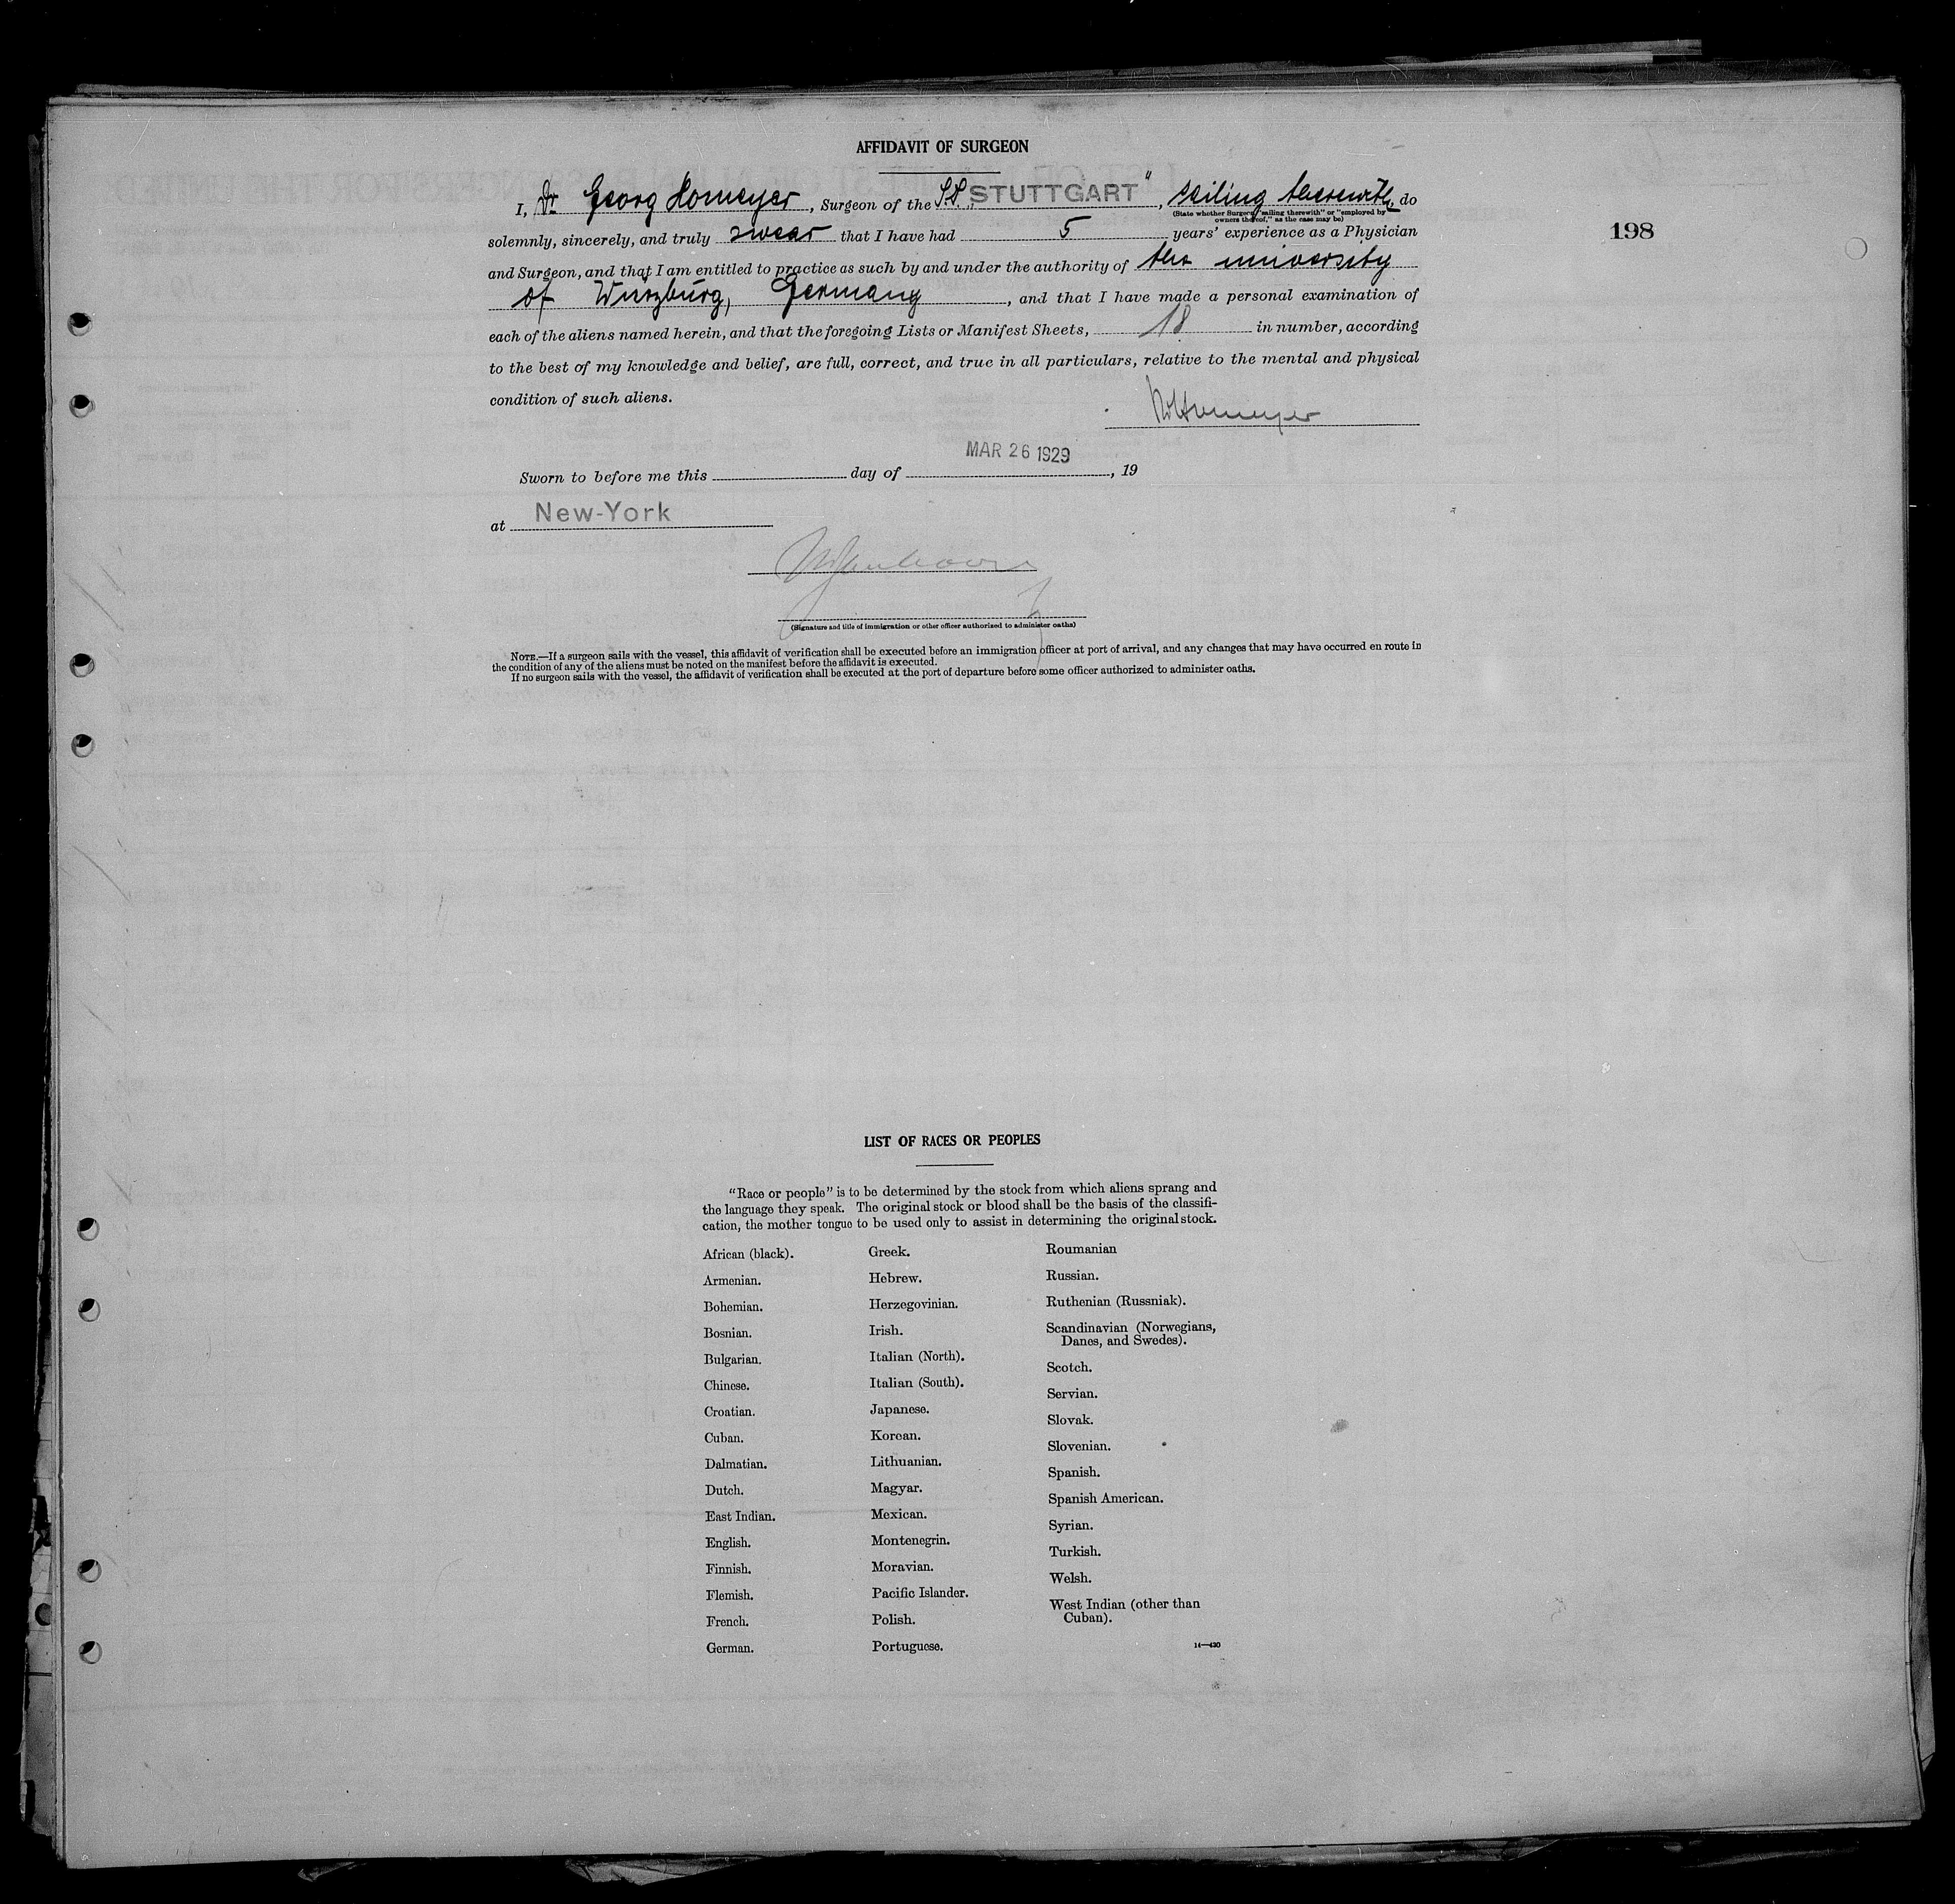 AFFIDAVIT OF SURGEON
I, Dr Georg Homeyer, Surgeon of the S.S. „STUTTGART", sailing therewith, do
(State whether Surgeon "sailing therewith" or "employed by
owners thereof," as the case may be)
198
solemnly, sincerely, and truly swear that I have had 5 years' experience as a Physician
and Surgeon, and that I am entitled to practice as such by and under the authority of the university
of Würzburg, Germany, and that I have made a personal examination of
each of the aliens named herein, and that the foregoing Lists or Manifest Sheets, 18 in number, according
to the best of my knowledge and belief, are full, correct, and true in all particulars, relative to the mental and physical
condition of such aliens.
Homeyer
MAR 26 1929
Sworn to before me this day of , 19
at New-York
(Signature and title of immigration or other officer authorized to administer oaths)
NOTE.—If a surgeon sails with the vessel, this affidavit of verification shall be executed before an immigration officer at port of arrival, and any changes that may have occurred en route in
the condition of any of the aliens must be noted on the manifest before the affidavit is executed.
If no surgeon sails with the vessel, the affidavit of verification shall be executed at the port of departure before some officer authorized to administer oaths.
LIST OF RACES OR PEOPLES
"Race or people" is to be determined by the stock from which aliens sprang and
the language they speak. The original stock or blood shall be the basis of the classifi-
cation, the mother tongue to be used only to assist in determining the original stock.
African (black).
Armenian.
Bohemian.
Bosnian.
Bulgarian.
Chinese.
Croatian.
Cuban.
Dalmatian.
Dutch.
East Indian.
English.
Finnish.
Flemish.
French.
German.
Greek.
Hebrew.
Herzegovinian.
Irish.
Italian (North).
Italian (South).
Japanese.
Korean.
Lithuanian.
Magyar.
Mexican.
Montenegrin.
Moravian.
Pacific Islander.
Polish.
Portuguese.
Roumanian
Russian.
Ruthenian (Russniak).
Scandinavian (Norwegians,
Danes, and Swedes).
Scotch.
Servian.
Slovak.
Slovenian.
Spanish.
Spanish American.
Syrian.
Turkish.
Welsh.
West Indian (other than
Cuban).
14—430